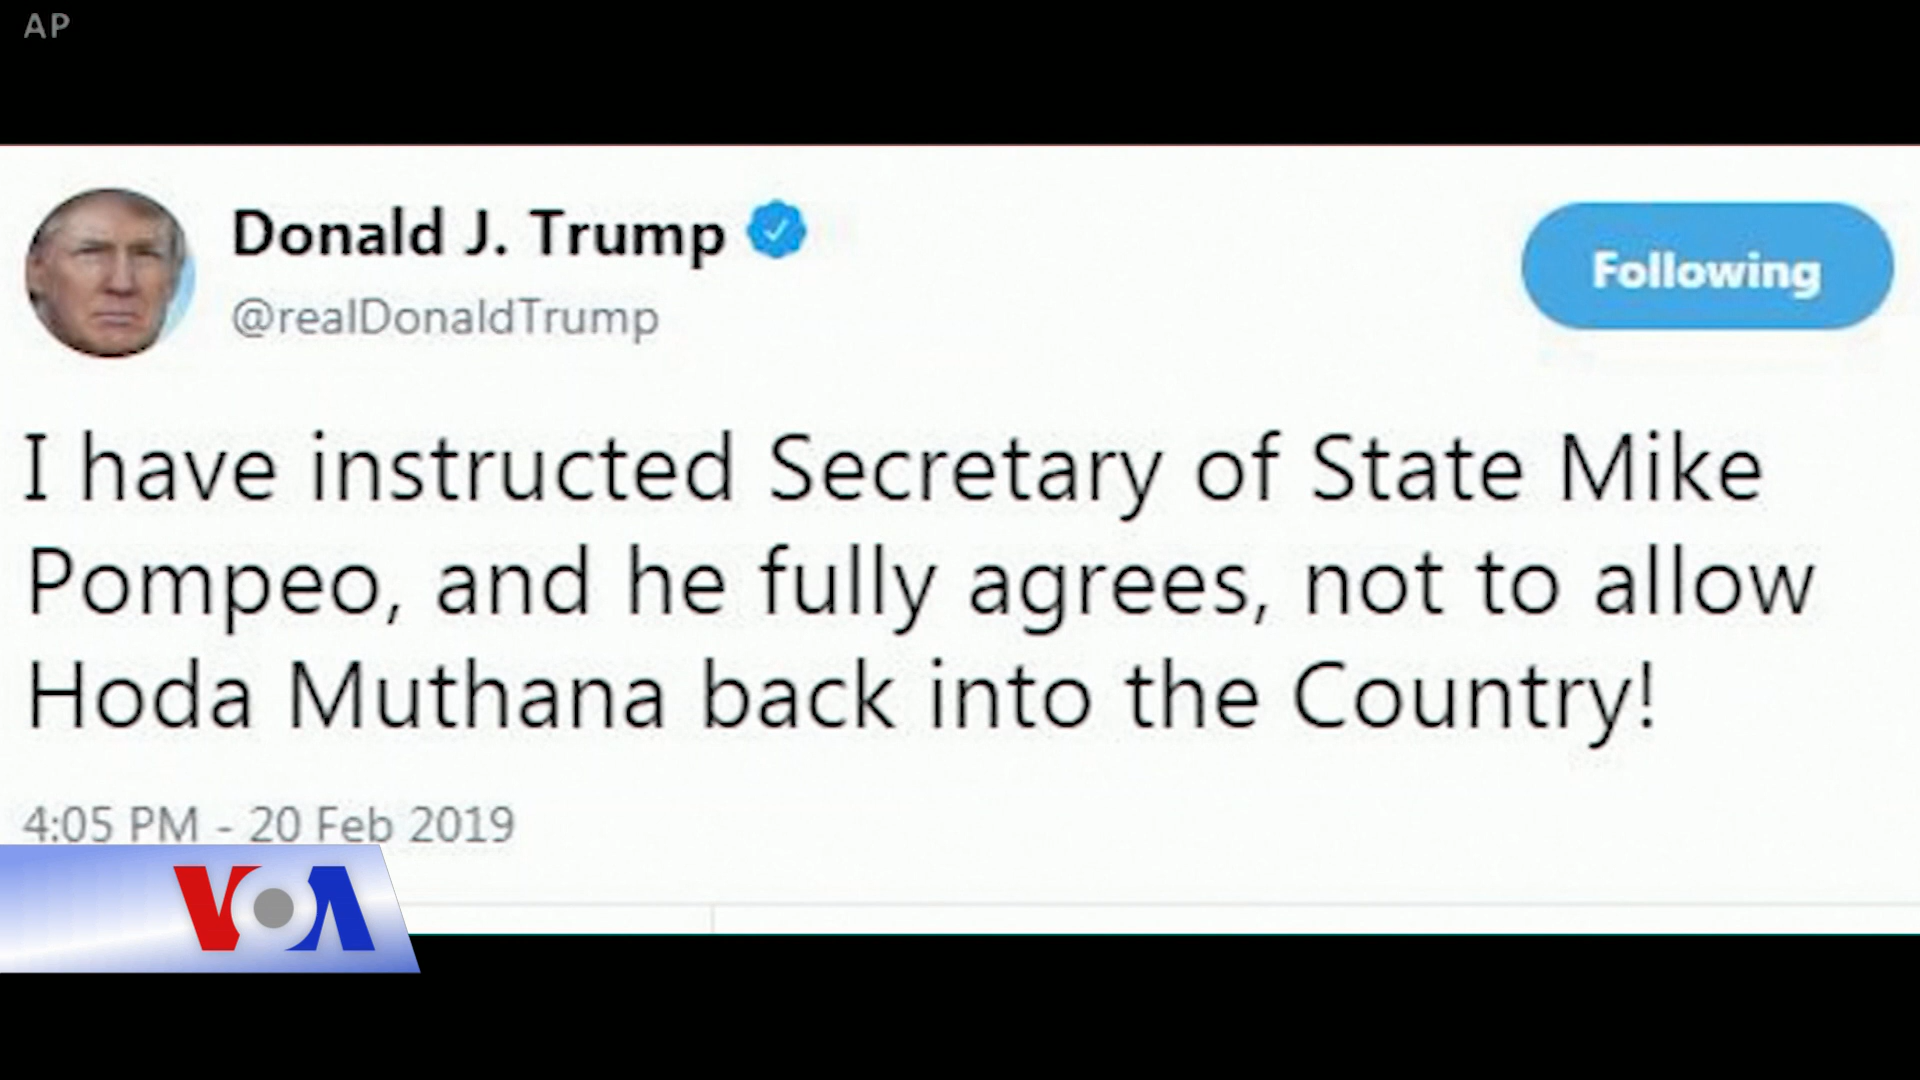 AP
Donald J. Trump
@realDonaldTrump
Following
I have instructed Secretary of State Mike
Pompeo, and he fully agrees, not to allow
Hoda Muthana back into the Country!
4:05 PM - 20 Feb 2019
VOA